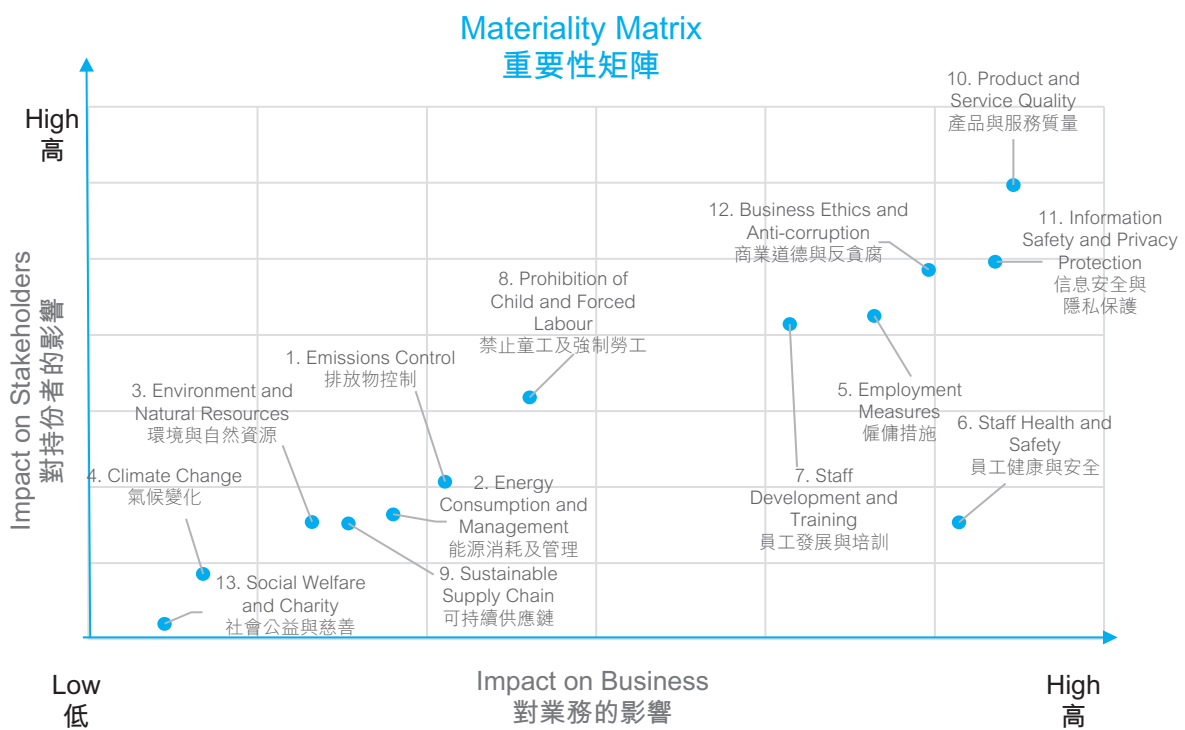 Materiality Matrix
重要性矩陣
High
高
Impact on Stakeholders
對持份者的影響
10. Product and
Service Quality
產品與服務質量
12. Business Ethics and
Anti-corruption
商業道德與反貪腐
11. Information
Safety and Privacy
Protection
信息安全與
隱私保護
8. Prohibition of
Child and Forced
Labour
禁止童工及強制勞工
1. Emissions Control
排放物控制
3. Environment and
Natural Resources
環境與自然資源
5. Employment
Measures
僱傭措施
6. Staff Health and
Safety
員工健康與安全
4. Climate Change
氣候變化
2. Energy
Consumption and
Management
能源消耗及管理
7. Staff
Development and
Training
員工發展與培訓
9. Sustainable
Supply Chain
可持續供應鏈
13. Social Welfare
and Charity
社會公益與慈善
Low
低
Impact on Business
對業務的影響
High
高